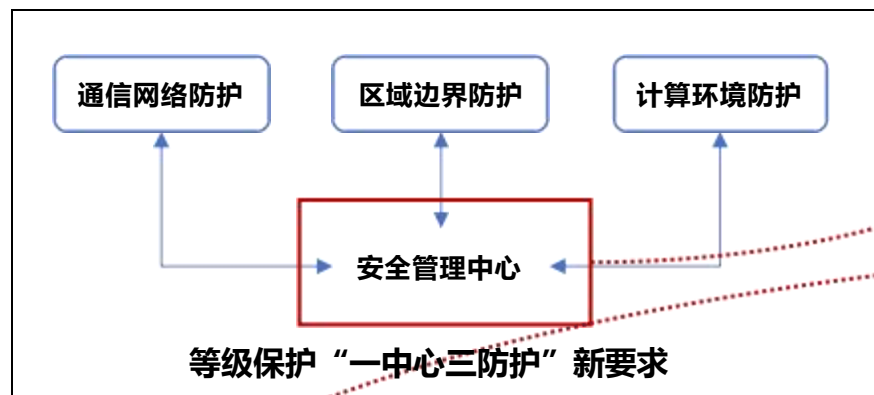 通信网络防护
区域边界防护
计算环境防护
安全管理中心
等级保护“一中心三防护”新要求